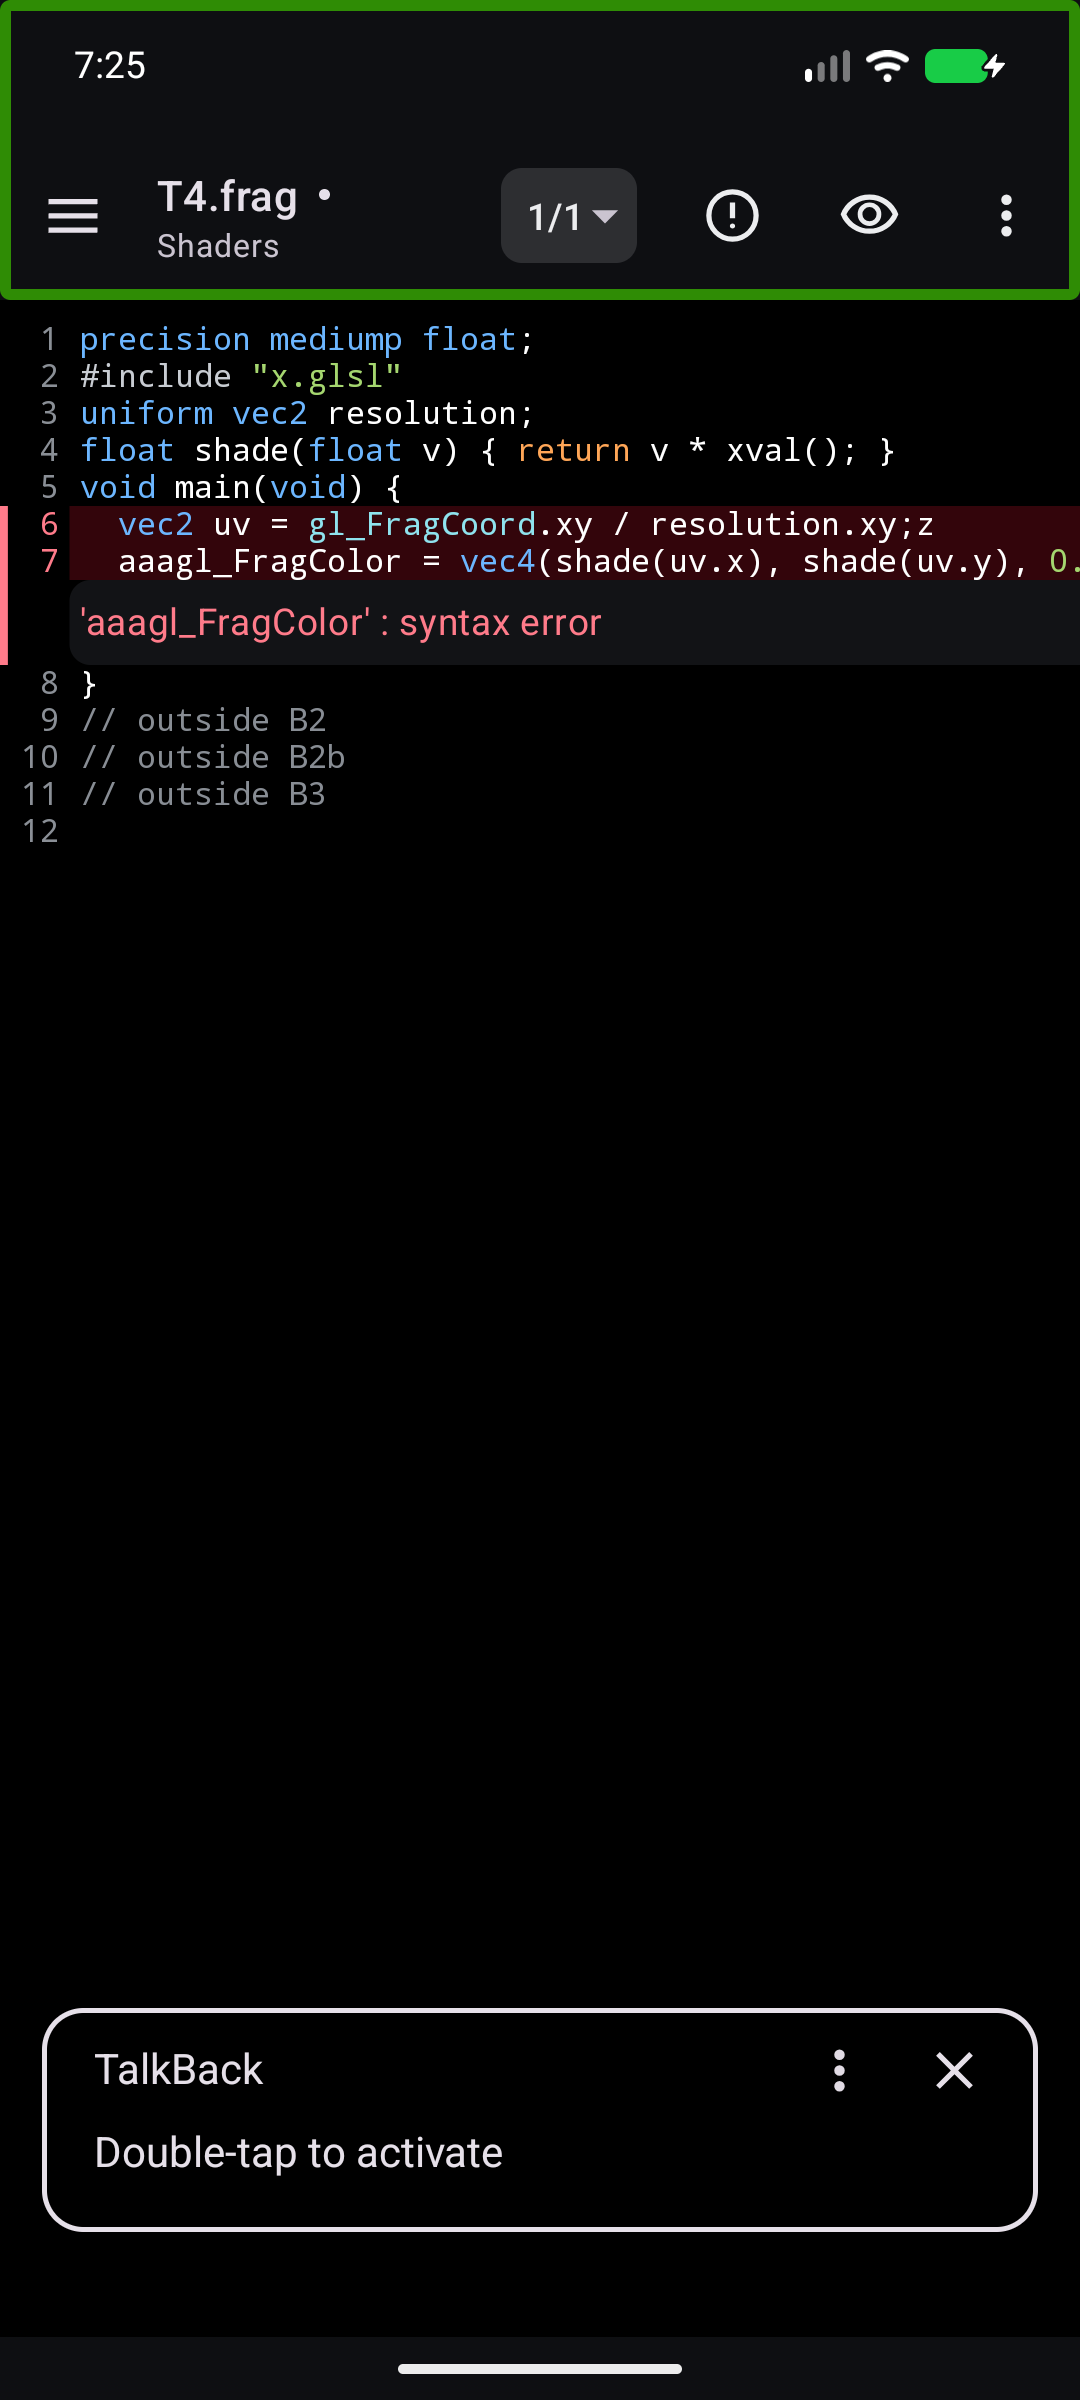 7:25
T4.frag •
Shaders
1/1
1 precision mediump float;
2 #include "x.glsl"
3 uniform vec2 resolution;
4 float shade(float v) { return v * xval(); }
5 void main(void) {
6   vec2 uv = gl_FragCoord.xy / resolution.xy;z
7   aaagl_FragColor = vec4(shade(uv.x), shade(uv.y), 0.
'aaagl_FragColor' : syntax error
8 }
9 // outside B2
10 // outside B2b
11 // outside B3
12
TalkBack
Double-tap to activate